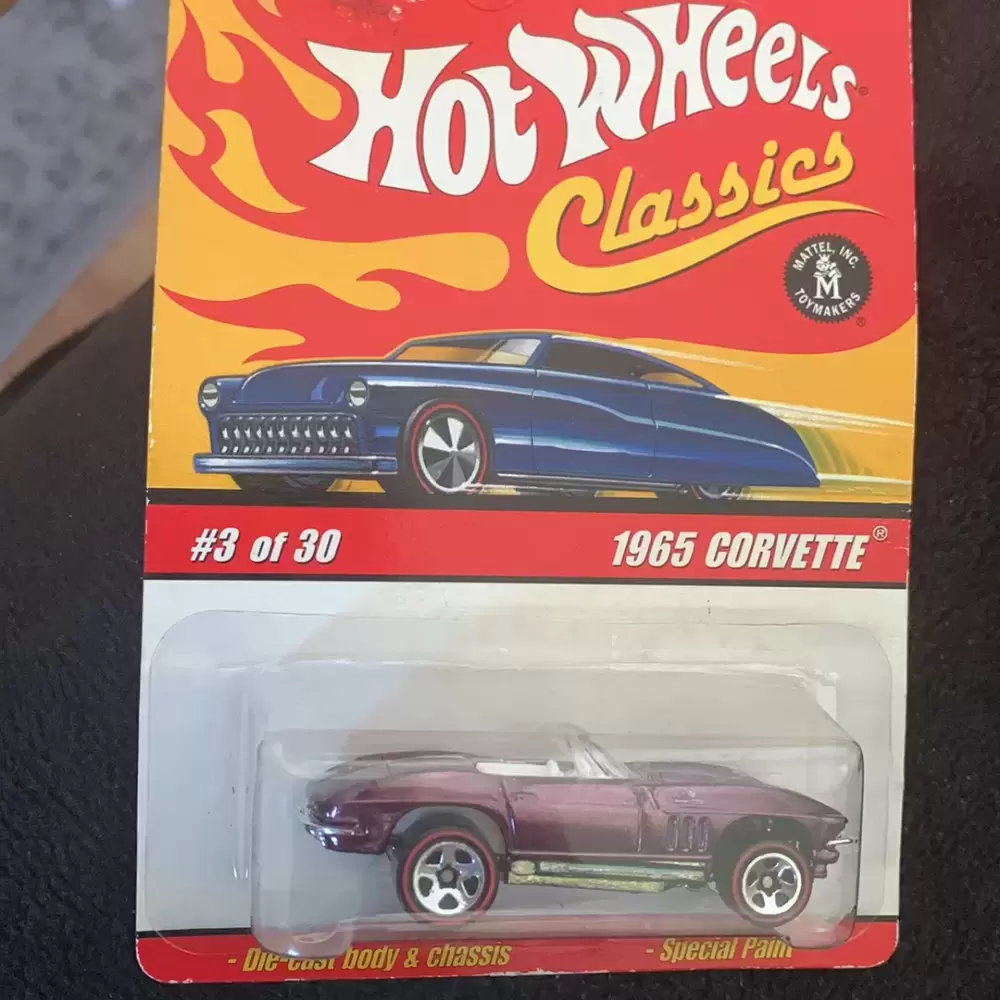 HOT WHEELS®
Classics
MATTEL, INC.
M
TOYMAKERS
®
#3 of 30
1965 CORVETTE®
- Die-cast body & chassis
- Special Paint